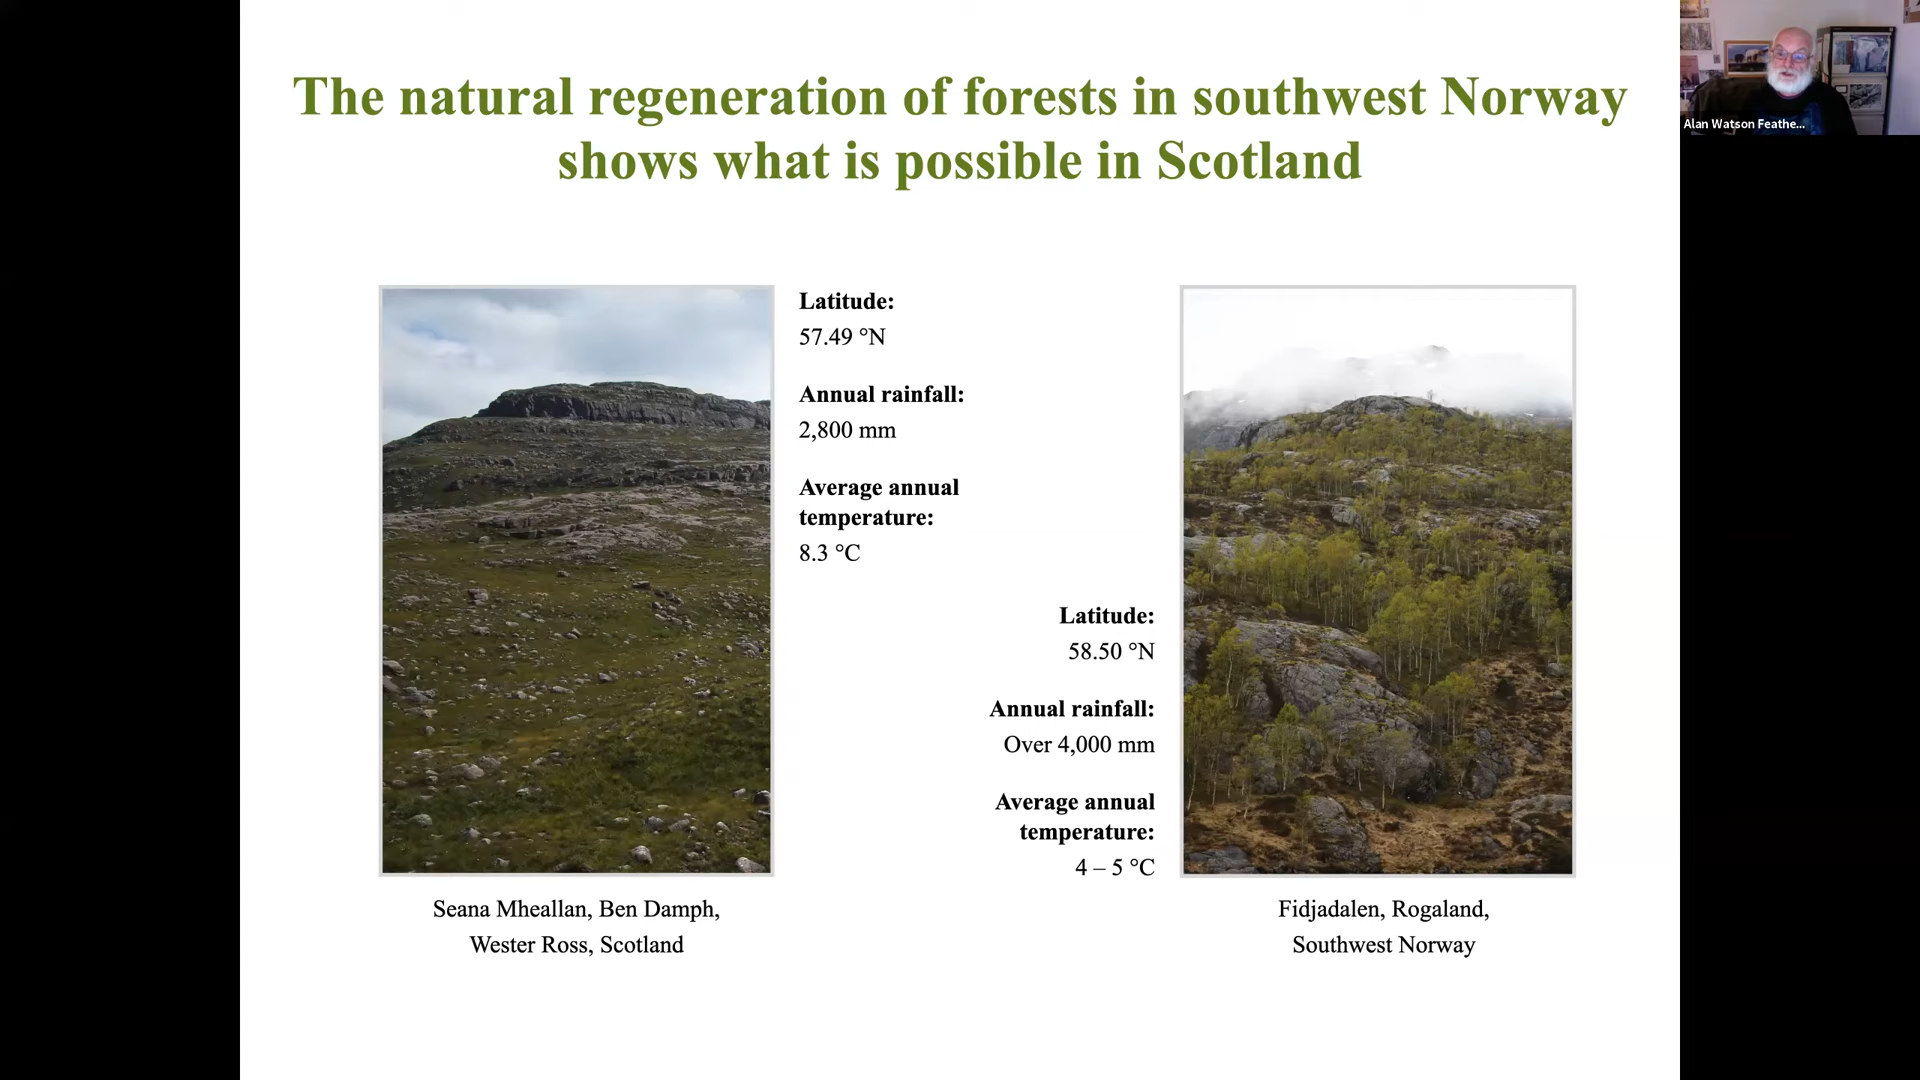 The natural regeneration of forests in southwest Norway
shows what is possible in Scotland
Alan Watson Feathe...
Latitude:
57.49 °N
Annual rainfall:
2,800 mm
Average annual
temperature:
8.3 °C
Latitude:
58.50 °N
Annual rainfall:
Over 4,000 mm
Average annual
temperature:
4 – 5 °C
Seana Mheallan, Ben Damph,
Wester Ross, Scotland
Fidjadalen, Rogaland,
Southwest Norway